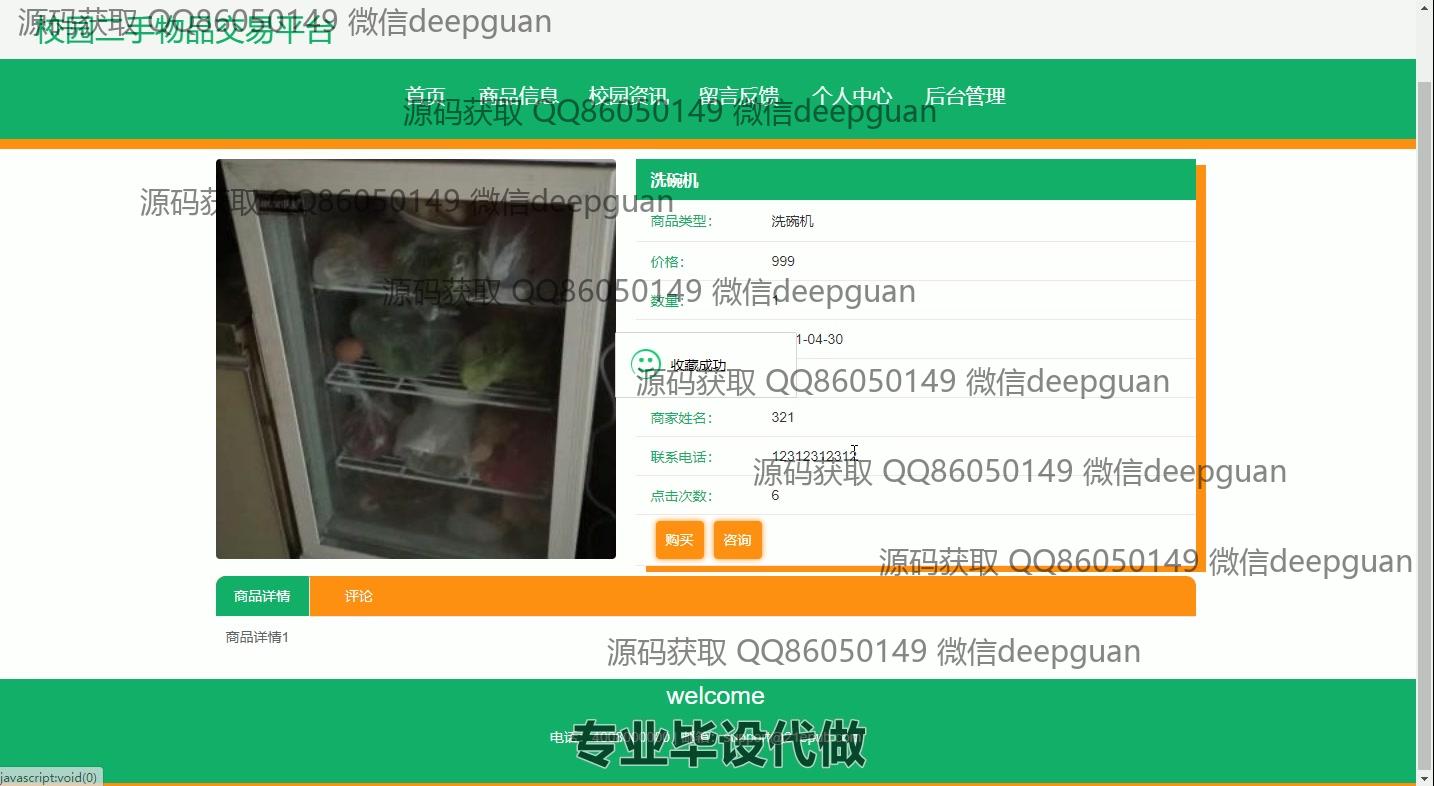 校园二手物品交易平台
源码获取 QQ86050149 微信deepguan
首页 商品信息 校园资讯 留言反馈 个人中心 后台管理
源码获取 QQ86050149 微信deepguan
洗碗机
源码获取 QQ86050149 微信deepguan
商品类型： 洗碗机
价格： 999
源码获取 QQ86050149 微信deepguan
数量： 1
1-04-30
收藏成功
源码获取 QQ86050149 微信deepguan
商家姓名： 321
联系电话： 12312312312
源码获取 QQ86050149 微信deepguan
点击次数： 6
购买 咨询
源码获取 QQ86050149 微信deepguan
商品详情 评论
商品详情1
源码获取 QQ86050149 微信deepguan
welcome
专业毕设代做
javascript:void(0)